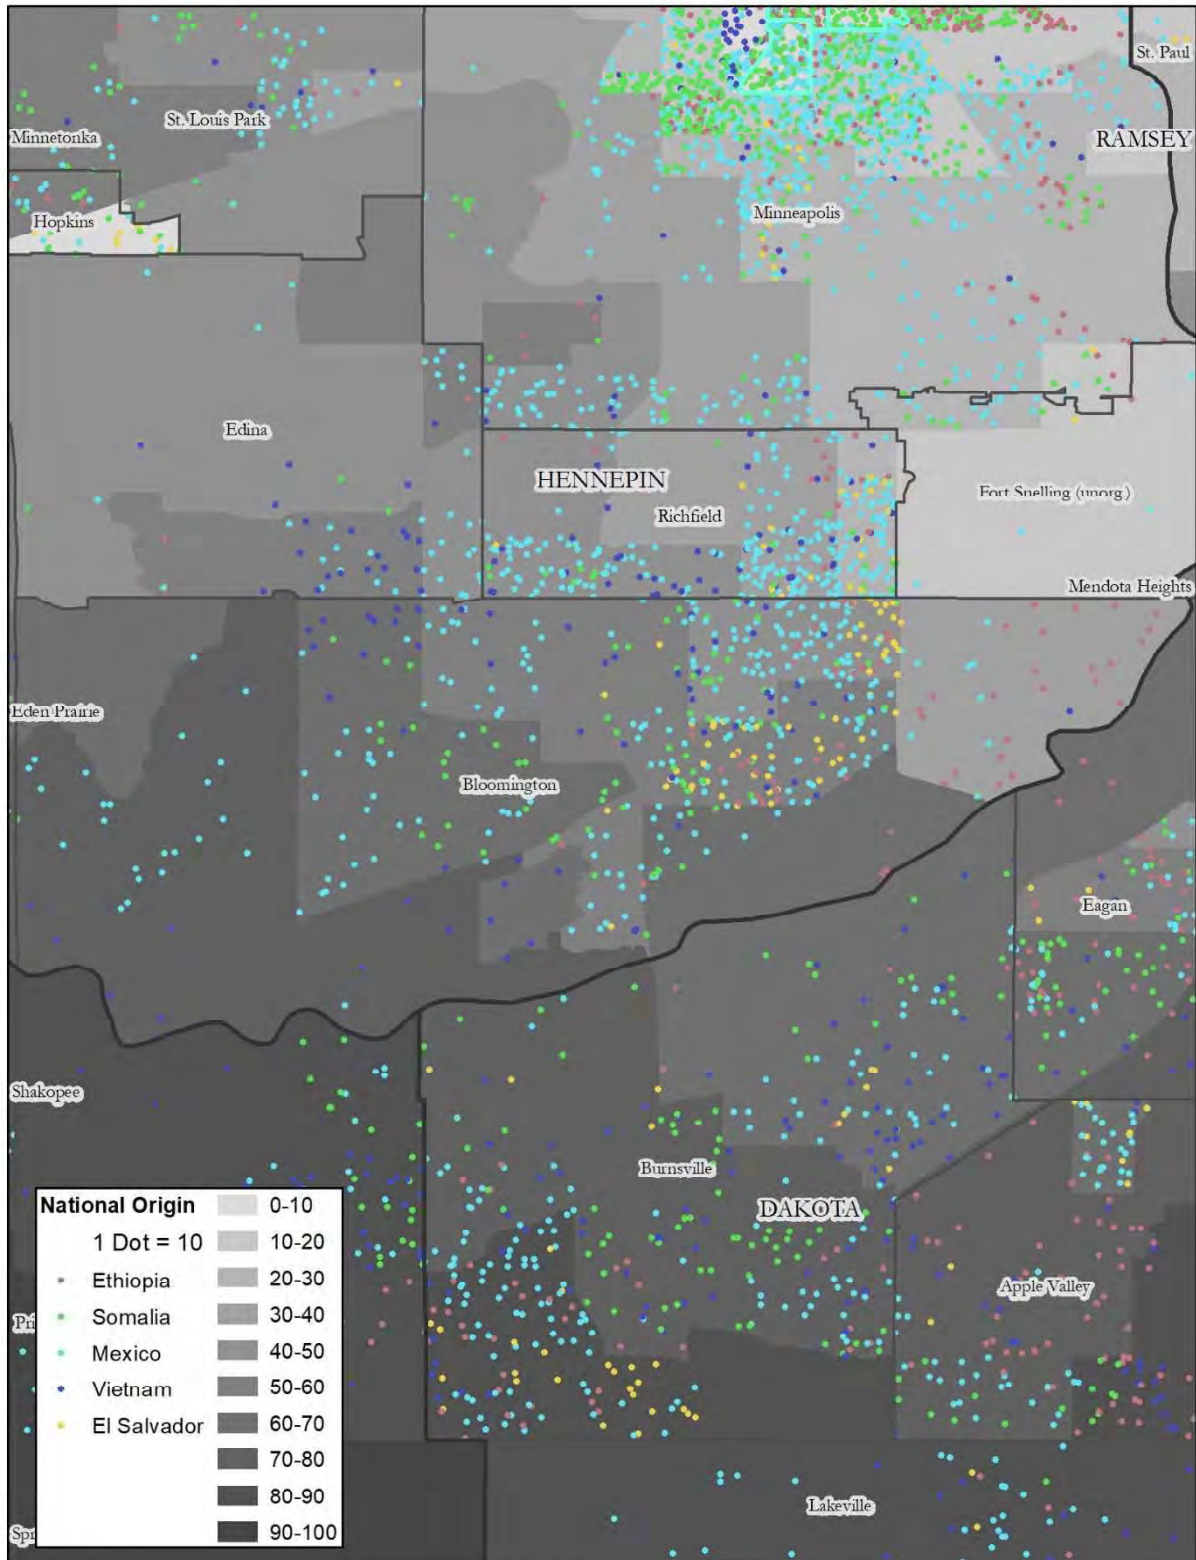 St. Paul
St. Louis Park
Minnetonka
RAMSEY
Hopkins
Minneapolis
Edina
HENNEPIN
Fort Snelling (unorg.)
Richfield
Mendota Heights
Eden Prairie
Bloomington
Eagan
Shakopee
Burnsville
DAKOTA
Apple Valley
Pri
Lakeville
Spr
National Origin
1 Dot = 10
Ethiopia
Somalia
Mexico
Vietnam
El Salvador
0-10
10-20
20-30
30-40
40-50
50-60
60-70
70-80
80-90
90-100